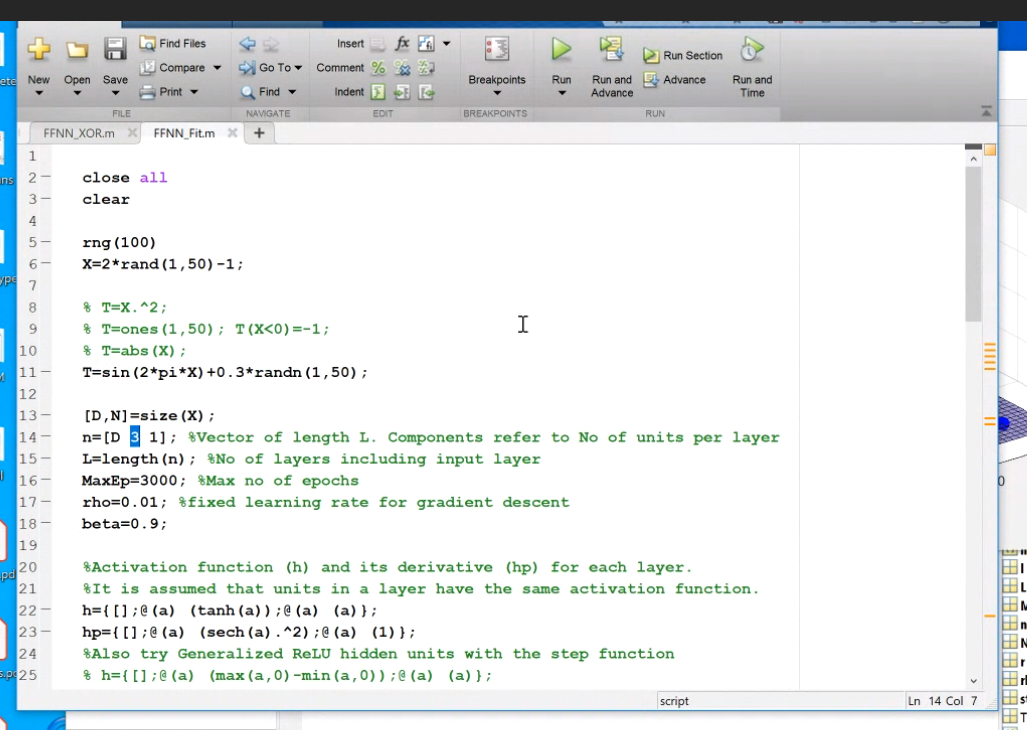 Find Files
Insert
fx
New
Open
Save
Compare
Go To
Comment
Breakpoints
Run
Run and Advance
Run Section
Advance
Run and Time
Print
Find
Indent
FILE
NAVIGATE
EDIT
BREAKPOINTS
RUN
FFNN_XOR.m
FFNN_Fit.m
1
2 close all
3 clear
4
5 rng(100)
6 X=2*rand(1,50)-1;
7
8 % T=X.^2;
9 % T=ones(1,50); T(X<0)=-1;
10 % T=abs(X);
11 T=sin(2*pi*X)+0.3*randn(1,50);
12
13 [D,N]=size(X);
14 n=[D 3 1]; %Vector of length L. Components refer to No of units per layer
15 L=length(n); %No of layers including input layer
16 MaxEp=3000; %Max no of epochs
17 rho=0.01; %fixed learning rate for gradient descent
18 beta=0.9;
19
20 %Activation function (h) and its derivative (hp) for each layer.
21 %It is assumed that units in a layer have the same activation function.
22 h={[];@(a) (tanh(a));@(a) (a)};
23 hp={[];@(a) (sech(a).^2);@(a) (1)};
24 %Also try Generalized ReLU hidden units with the step function
25 % h={[];@(a) (max(a,0)-min(a,0));@(a) (a)};
script
Ln 14 Col 7